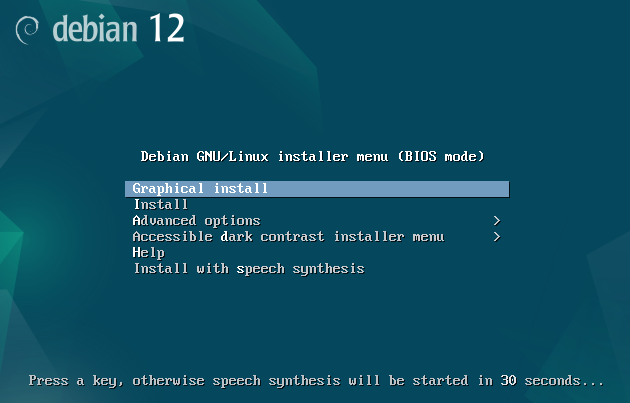 debian 12
Debian GNU/Linux installer menu (BIOS mode)
Graphical install
Install
Advanced options >
Accessible dark contrast installer menu >
Help
Install with speech synthesis
Press a key, otherwise speech synthesis will be started in 30 seconds...